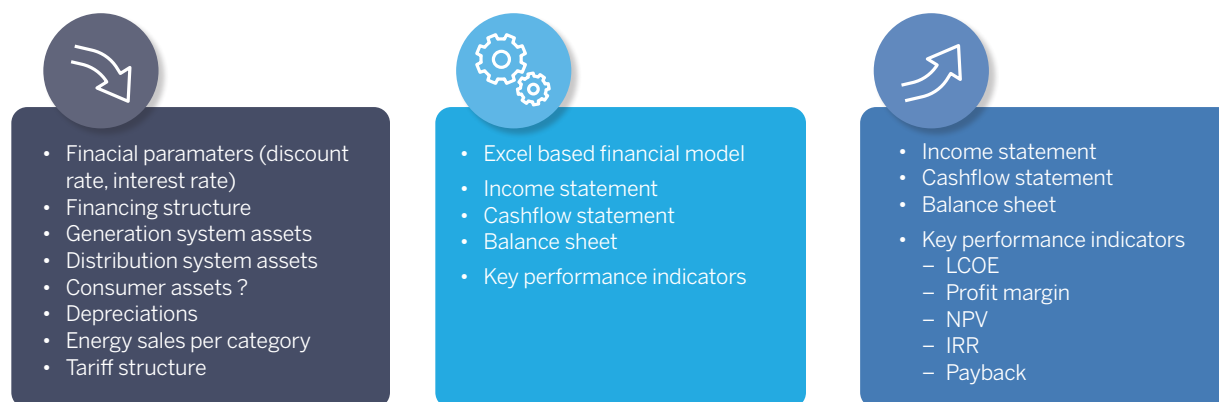 • Finacial paramaters (discount
rate, interest rate)
• Financing structure
• Generation system assets
• Distribution system assets
• Consumer assets ?
• Depreciations
• Energy sales per category
• Tariff structure
• Excel based financial model
• Income statement
• Cashflow statement
• Balance sheet
• Key performance indicators
• Income statement
• Cashflow statement
• Balance sheet
• Key performance indicators
– LCOE
– Profit margin
– NPV
– IRR
– Payback